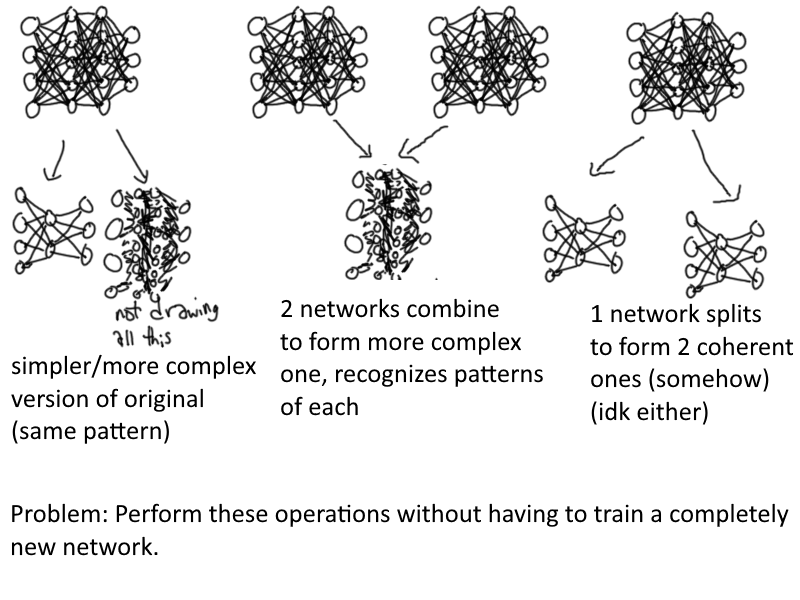 not drawing
all this
simpler/more complex
version of original
(same pattern)
2 networks combine
to form more complex
one, recognizes patterns
of each
1 network splits
to form 2 coherent
ones (somehow)
(idk either)
Problem: Perform these operations without having to train a completely
new network.